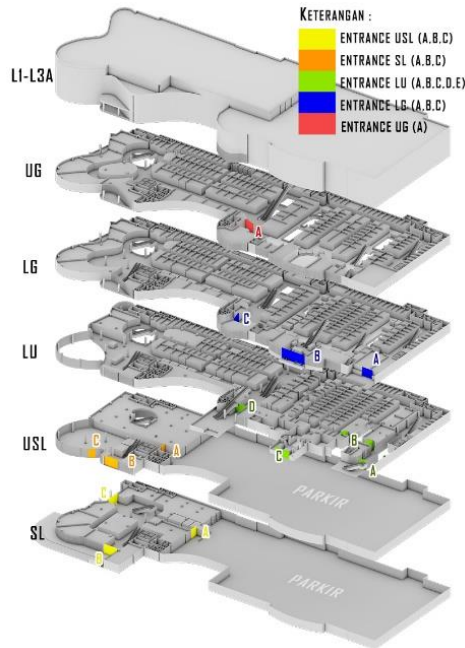 KETERANGAN :
ENTRANCE USL (A,B,C)
ENTRANCE SL (A,B,C)
ENTRANCE LU (A,B,C,D,E)
ENTRANCE LG (A,B,C)
ENTRANCE UG (A)
L1-L3A
UG
A
LG
C
B
A
LU
D
B
C
A
USL
C
B
A
PARKIR
C
A
SL
B
PARKIR